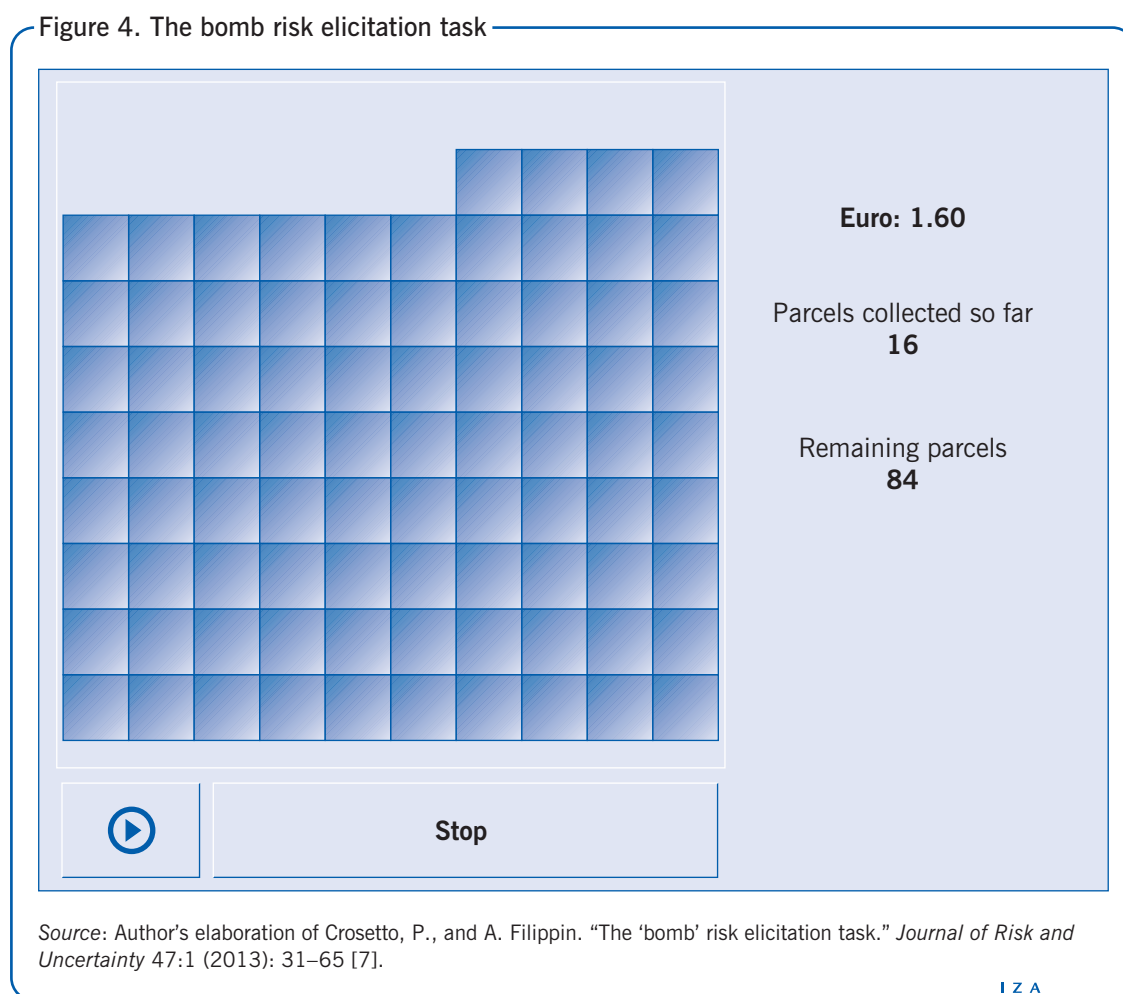 Figure 4. The bomb risk elicitation task
Euro: 1.60
Parcels collected so far
16
Remaining parcels
84
Stop
Source: Author’s elaboration of Crosetto, P., and A. Filippin. “The ‘bomb’ risk elicitation task.” Journal of Risk and
Uncertainty 47:1 (2013): 31–65 [7].
I Z A